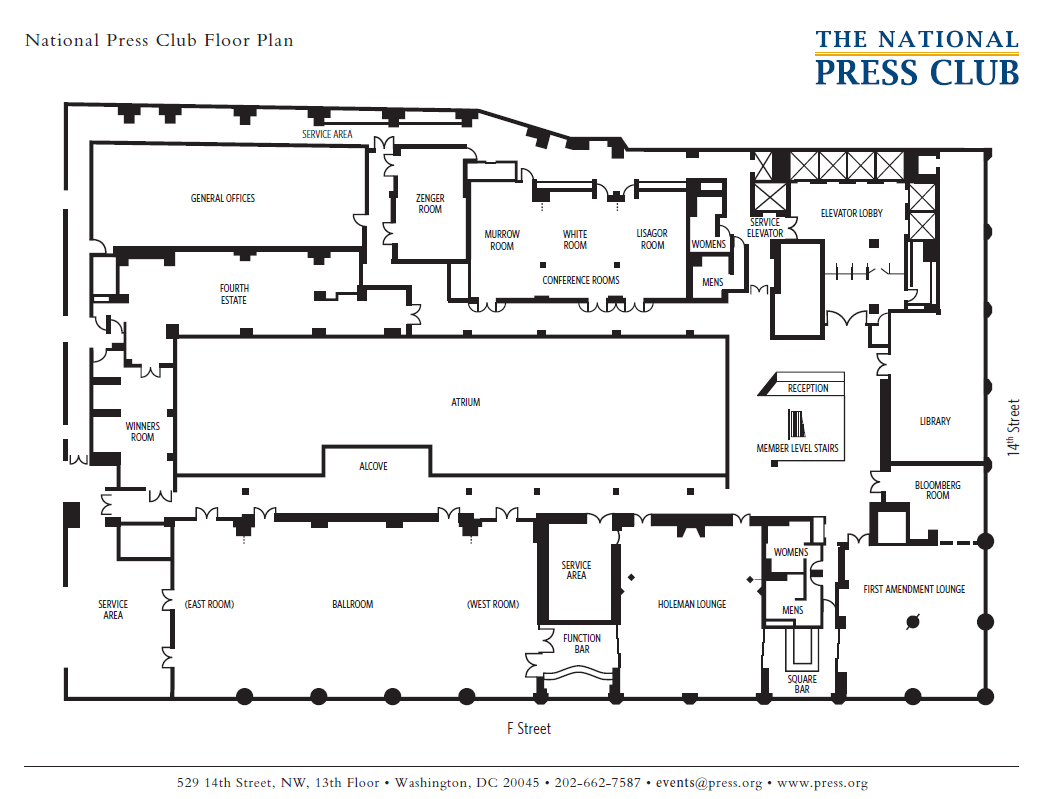 National Press Club Floor Plan
THE NATIONAL
PRESS CLUB
SERVICE AREA
GENERAL OFFICES
ZENGER
ROOM
MURROW
ROOM
WHITE
ROOM
LISAGOR
ROOM
CONFERENCE ROOMS
WOMENS
MENS
SERVICE
ELEVATOR
ELEVATOR LOBBY
FOURTH
ESTATE
ATRIUM
RECEPTION
MEMBER LEVEL STAIRS
LIBRARY
14th Street
WINNERS
ROOM
ALCOVE
BLOOMBERG
ROOM
SERVICE
AREA
(EAST ROOM)
BALLROOM
(WEST ROOM)
SERVICE
AREA
FUNCTION
BAR
HOLEMAN LOUNGE
WOMENS
MENS
SQUARE
BAR
FIRST AMENDMENT LOUNGE
F Street
529 14th Street, NW, 13th Floor • Washington, DC 20045 • 202-662-7587 • events@press.org • www.press.org